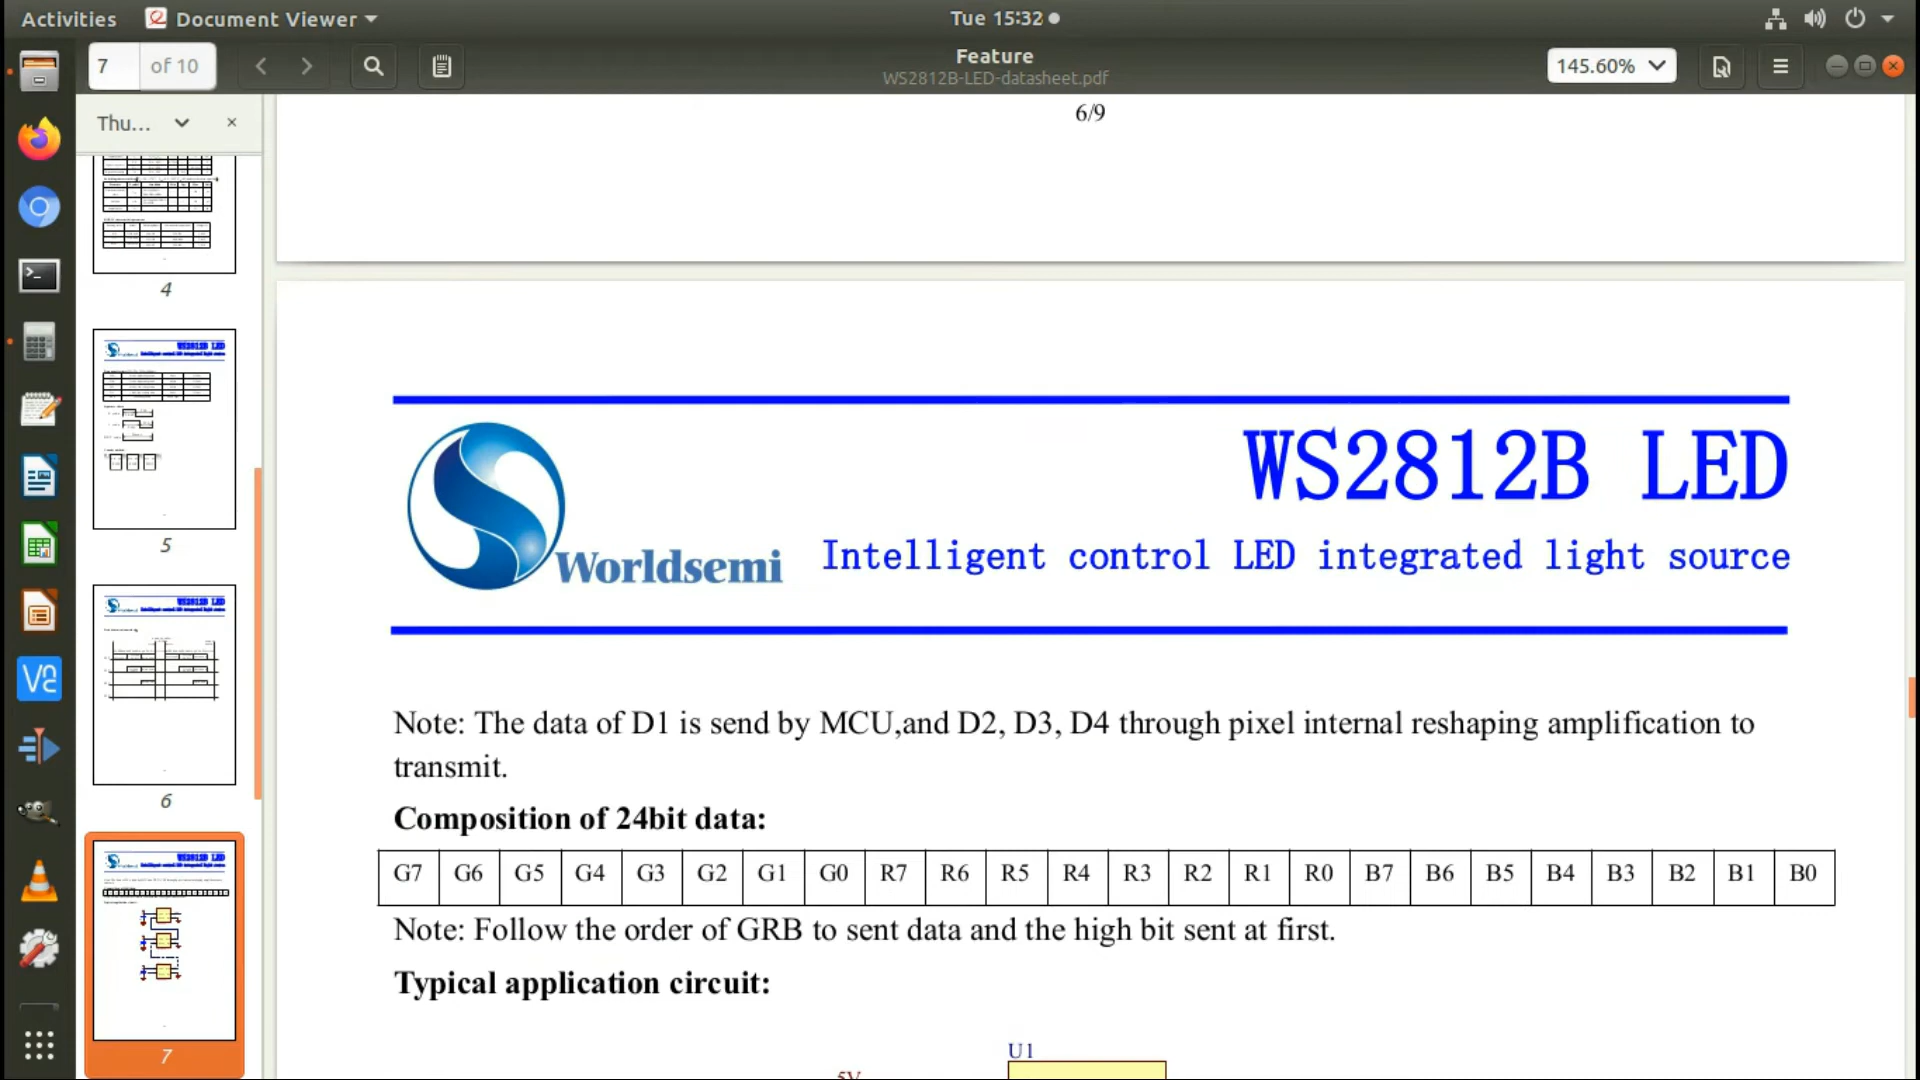 Activities
Document Viewer
Tue 15:32
7
of 10
Feature
WS2812B-LED-datasheet.pdf
145.60%
Thu...
4
5
6
7
6/9
Worldsemi
WS2812B LED
Intelligent control LED integrated light source
Note: The data of D1 is send by MCU,and D2, D3, D4 through pixel internal reshaping amplification to
transmit.
Composition of 24bit data:
G7 G6 G5 G4 G3 G2 G1 G0 R7 R6 R5 R4 R3 R2 R1 R0 B7 B6 B5 B4 B3 B2 B1 B0
Note: Follow the order of GRB to sent data and the high bit sent at first.
Typical application circuit:
U1
5V